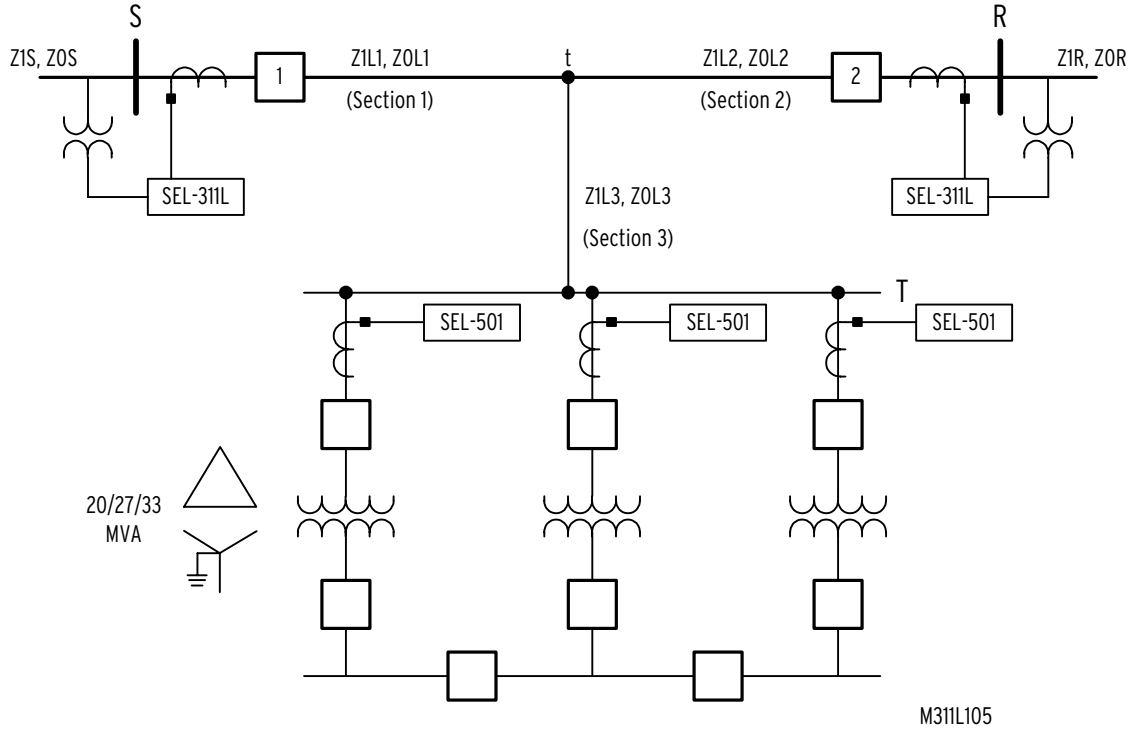 S
R
Z1S, Z0S
Z1L1, Z0L1
t
Z1L2, Z0L2
Z1R, Z0R
1
2
(Section 1)
(Section 2)
SEL-311L
SEL-311L
Z1L3, Z0L3
(Section 3)
T
SEL-501
SEL-501
SEL-501
20/27/33
MVA
M311L105